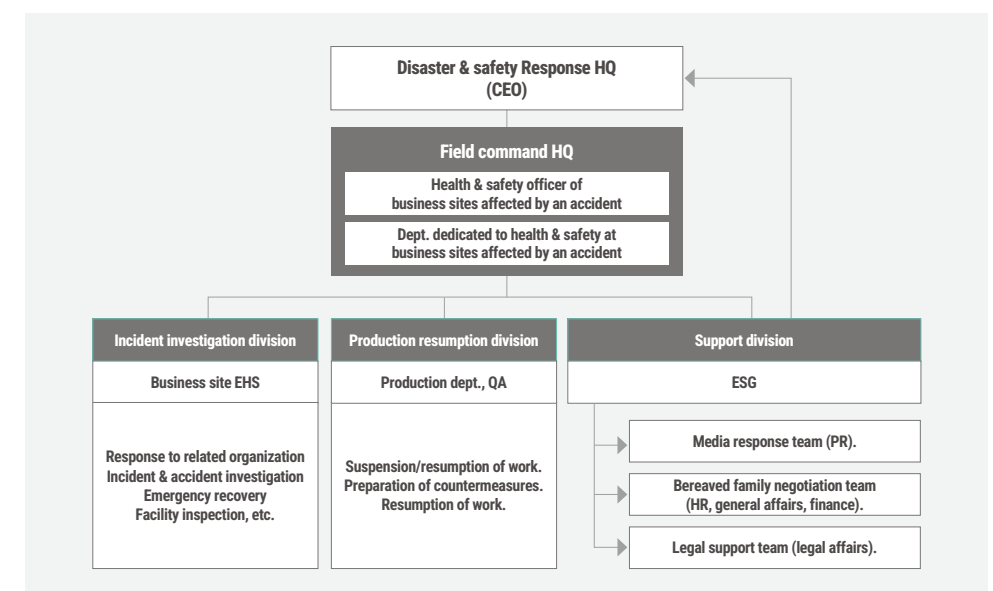 Disaster & safety Response HQ
(CEO)
Field command HQ
Health & safety officer of
business sites affected by an accident
Dept. dedicated to health & safety at
business sites affected by an accident
Incident investigation division
Business site EHS
Response to related organization
Incident & accident investigation
Emergency recovery
Facility inspection, etc.
Production resumption division
Production dept., QA
Suspension/resumption of work.
Preparation of countermeasures.
Resumption of work.
Support division
ESG
Media response team (PR).
Bereaved family negotiation team
(HR, general affairs, finance).
Legal support team (legal affairs).